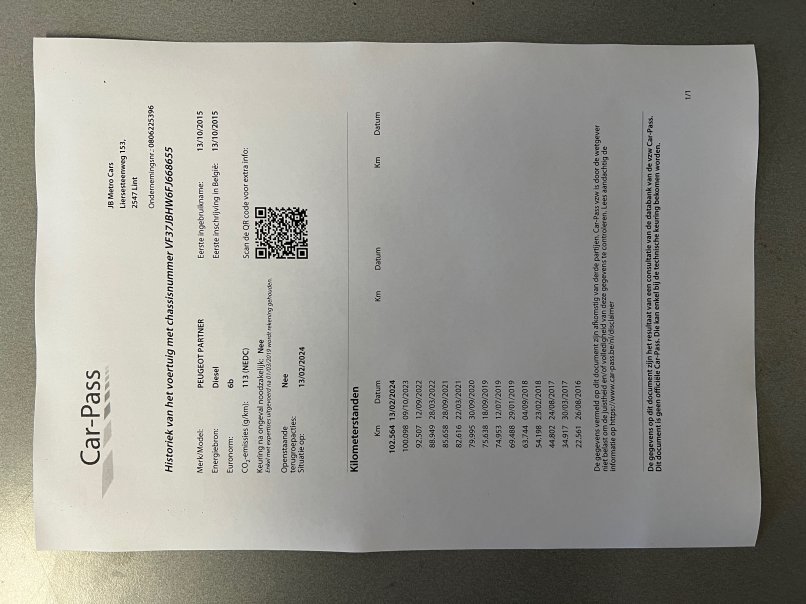 Car-Pass
JB Metro Cars
Liersesteenweg 153,
2547 Lint
Ondernemingsnr.: 0806225396
Historiek van het voertuig met chassisnummer VF37JBHW6FJ668655
Merk/Model: PEUGEOT PARTNER
Energiebron: Diesel
Euronorm: 6b
CO2-emissies (g/km): 113 (NEDC)
Keuring na ongeval noodzakelijk: Nee
Enkel met expertises uitgevoerd na 01/03/2019 wordt rekening gehouden.
Openstaande Nee
terugroepacties:
Situatie op: 13/02/2024
Eerste ingebruikname: 13/10/2015
Eerste inschrijving in België: 13/10/2015
Scan de QR code voor extra info:
Kilometerstanden
Km Datum Km Datum Km Datum
102.564 13/02/2024
100.098 09/10/2023
92.507 12/09/2022
88.949 28/03/2022
85.658 28/09/2021
82.616 22/03/2021
79.995 30/09/2020
75.638 18/09/2019
74.953 12/07/2019
69.488 29/01/2019
63.744 04/09/2018
54.198 23/02/2018
44.802 24/08/2017
34.917 30/03/2017
22.561 26/08/2016
De gegevens vermeld op dit document zijn afkomstig van derde partijen. Car-Pass vzw is door de wetgever
niet belast om de juistheid en/of volledigheid van deze gegevens te controleren. Lees aandachtig de
informatie op https://www.car-pass.be/nl/disclaimer
De gegevens op dit document zijn het resultaat van een consultatie van de databank van de vzw Car-Pass.
Dit document is geen officiële Car-Pass. Die kan enkel bij de technische keuring bekomen worden.
1/1